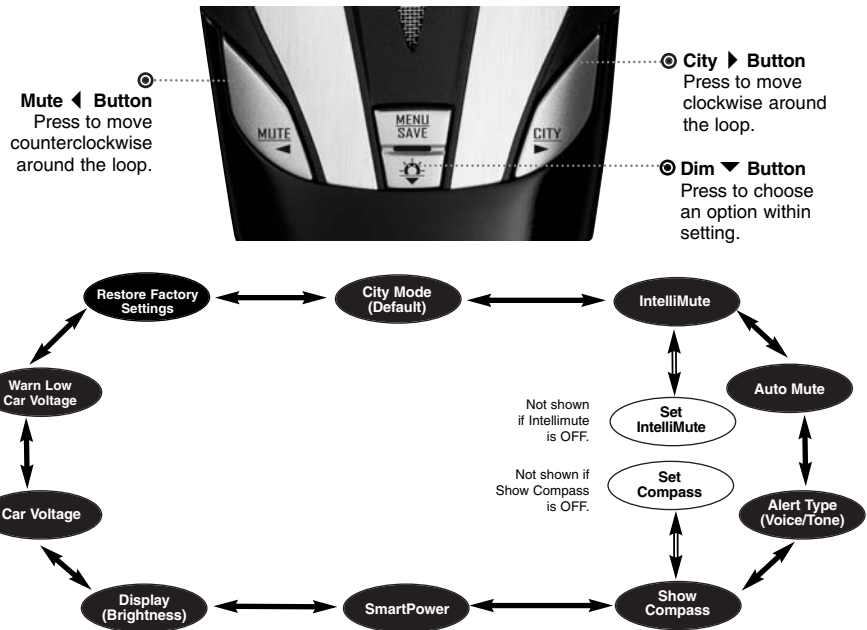 Mute ◀ Button
Press to move
counterclockwise
around the loop.
MUTE
MENU
SAVE
CITY
City ▶ Button
Press to move
clockwise around
the loop.
Dim ▼ Button
Press to choose
an option within
setting.
Restore Factory
Settings
City Mode
(Default)
IntelliMute
Warn Low
Car Voltage
Auto Mute
Not shown
if Intellimute
is OFF.
Set
IntelliMute
Not shown if
Show Compass
is OFF.
Set
Compass
Car Voltage
Alert Type
(Voice/Tone)
Display
(Brightness)
SmartPower
Show
Compass